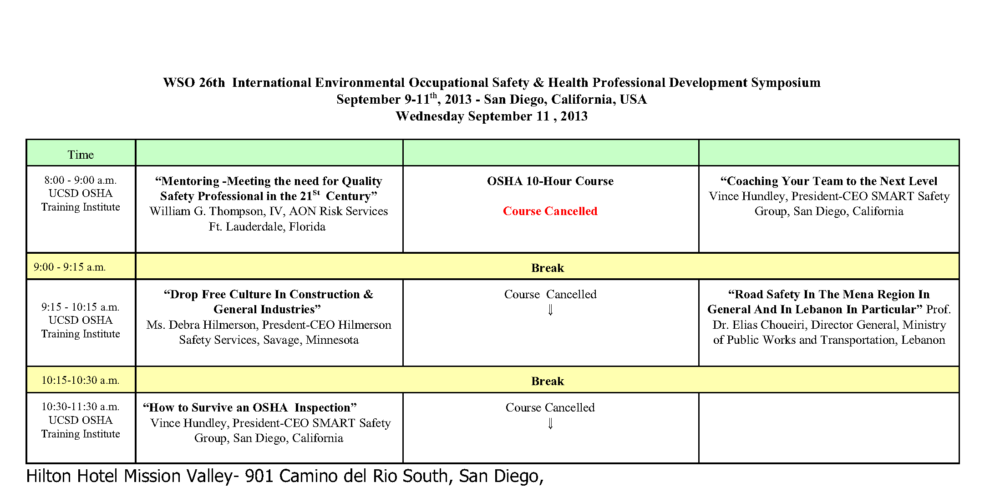 WSO 26th  International Environmental Occupational Safety & Health Professional Development Symposium
September 9-11th, 2013 - San Diego, California, USA
Wednesday September 11 , 2013
Time
8:00 - 9:00 a.m.
UCSD OSHA
Training Institute
“Mentoring -Meeting the need for Quality
Safety Professional in the 21St  Century”
William G. Thompson, IV, AON Risk Services
Ft. Lauderdale, Florida
OSHA 10-Hour Course
Course Cancelled
“Coaching Your Team to the Next Level
Vince Hundley, President-CEO SMART Safety
Group, San Diego, California
9:00 - 9:15 a.m.
Break
9:15 - 10:15 a.m.
UCSD OSHA
Training Institute
“Drop Free Culture In Construction &
General Industries”
Ms. Debra Hilmerson, Presdent-CEO Hilmerson
Safety Services, Savage, Minnesota
Course  Cancelled
⇓
“Road Safety In The Mena Region In
General And In Lebanon In Particular” Prof.
Dr. Elias Choueiri, Director General, Ministry
of Public Works and Transportation, Lebanon
10:15-10:30 a.m.
Break
10:30-11:30 a.m.
UCSD OSHA
Training Institute
“How to Survive an OSHA  Inspection”
Vince Hundley, President-CEO SMART Safety
Group, San Diego, California
Course Cancelled
⇓
Hilton Hotel Mission Valley- 901 Camino del Rio South, San Diego,